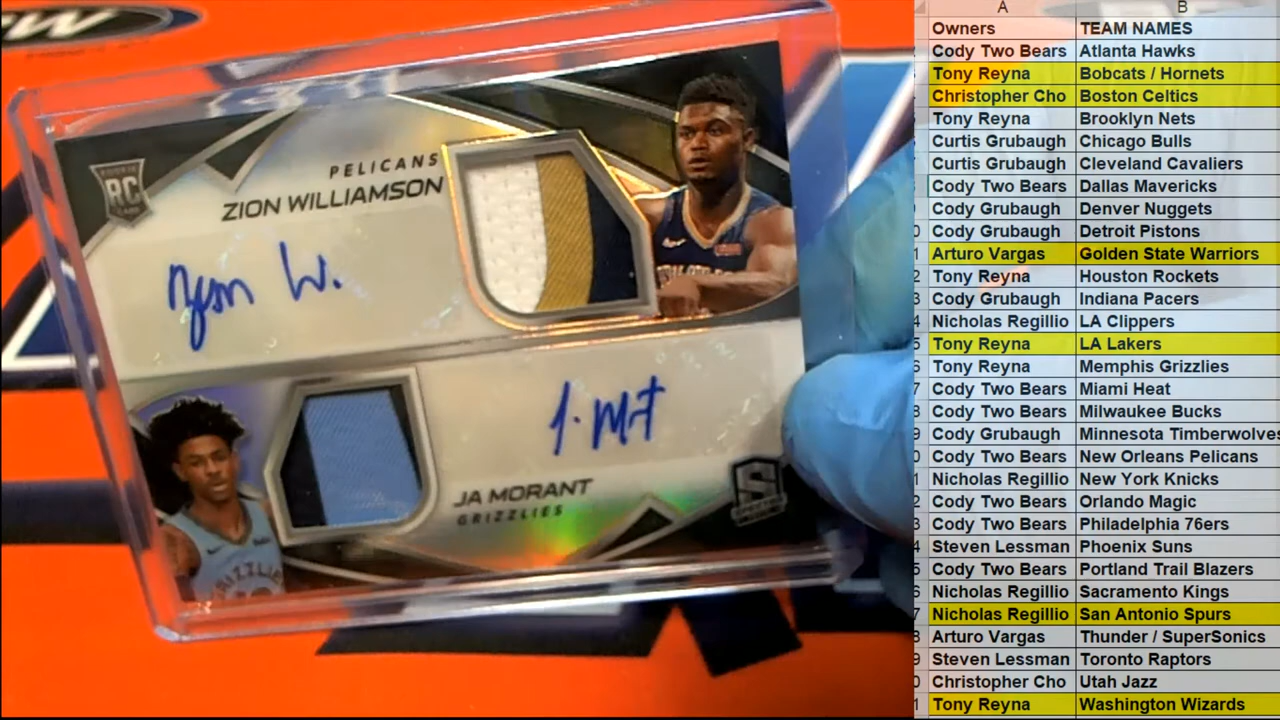 RC
PELICANS
ZION WILLIAMSON
Zion W.
J. Mt
JA MORANT
GRIZZLIES
A B
Owners TEAM NAMES
Cody Two Bears Atlanta Hawks
Tony Reyna Bobcats / Hornets
Christopher Cho Boston Celtics
Tony Reyna Brooklyn Nets
Curtis Grubaugh Chicago Bulls
Curtis Grubaugh Cleveland Cavaliers
Cody Two Bears Dallas Mavericks
Cody Grubaugh Denver Nuggets
Cody Grubaugh Detroit Pistons
Arturo Vargas Golden State Warriors
Tony Reyna Houston Rockets
Cody Grubaugh Indiana Pacers
Nicholas Regillio LA Clippers
Tony Reyna LA Lakers
Tony Reyna Memphis Grizzlies
Cody Two Bears Miami Heat
Cody Two Bears Milwaukee Bucks
Cody Grubaugh Minnesota Timberwolves
Cody Two Bears New Orleans Pelicans
Nicholas Regillio New York Knicks
Cody Two Bears Orlando Magic
Cody Two Bears Philadelphia 76ers
Steven Lessman Phoenix Suns
Cody Two Bears Portland Trail Blazers
Nicholas Regillio Sacramento Kings
Nicholas Regillio San Antonio Spurs
Arturo Vargas Thunder / SuperSonics
Steven Lessman Toronto Raptors
Christopher Cho Utah Jazz
Tony Reyna Washington Wizards